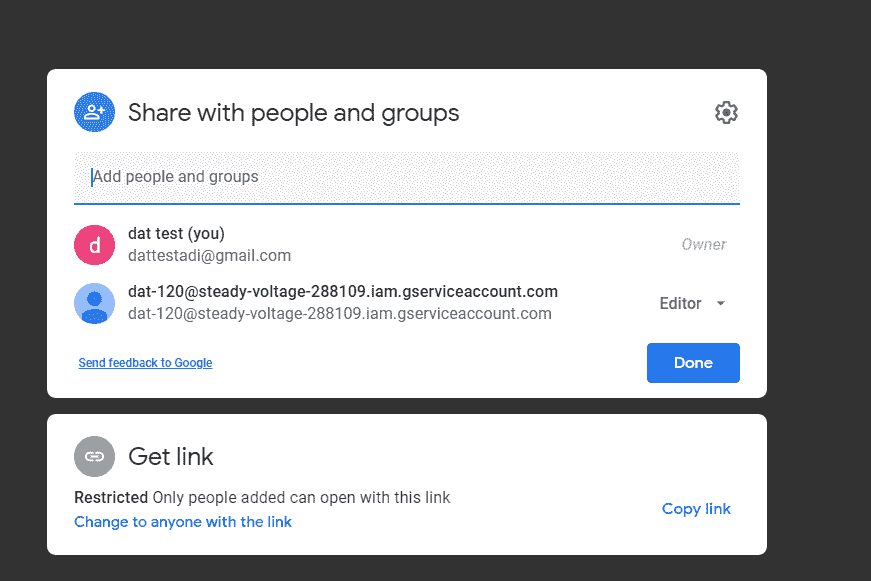 Share with people and groups
Add people and groups
d
dat test (you)
dattestadi@gmail.com
Owner
dat-120@steady-voltage-288109.iam.gserviceaccount.com
dat-120@steady-voltage-288109.iam.gserviceaccount.com
Editor
Send feedback to Google
Done
Get link
Restricted Only people added can open with this link
Change to anyone with the link
Copy link